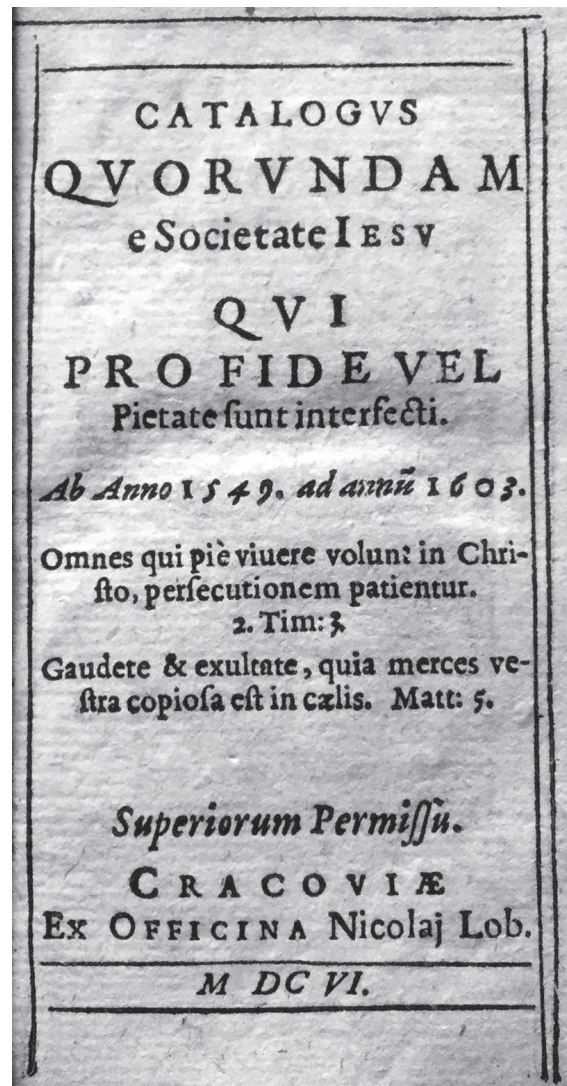 CATALOGVS
QVORVNDAM
e Societate IESV
QVI
PRO FIDE VEL
Pietate ſunt interfecti.
Ab Anno 1549. ad annũ 1603.
Omnes qui piè viuere volunt in Chri-
ſto, perſecutionem patientur.
2. Tim: 3.
Gaudete & exultate, quia merces ve-
ſtra copioſa eſt in cælis. Matt: 5.
Superiorum Permiſſù.
CRACOVIÆ
Ex OFFICINA Nicolaj Lob.
M DC VI.